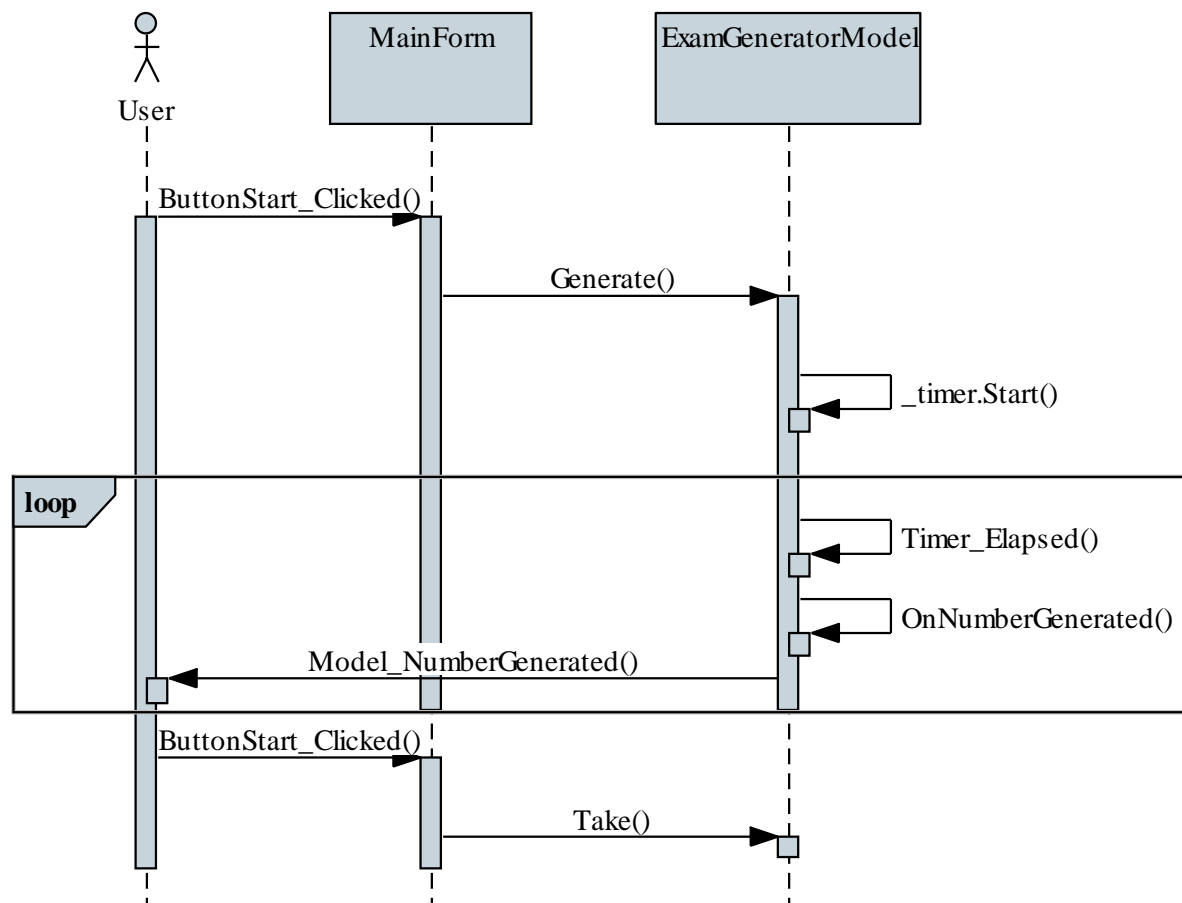 MainForm
ExamGeneratorModel
User
ButtonStart_Clicked()
Generate()
_timer.Start()
loop
Timer_Elapsed()
OnNumberGenerated()
Model_NumberGenerated()
ButtonStart_Clicked()
Take()